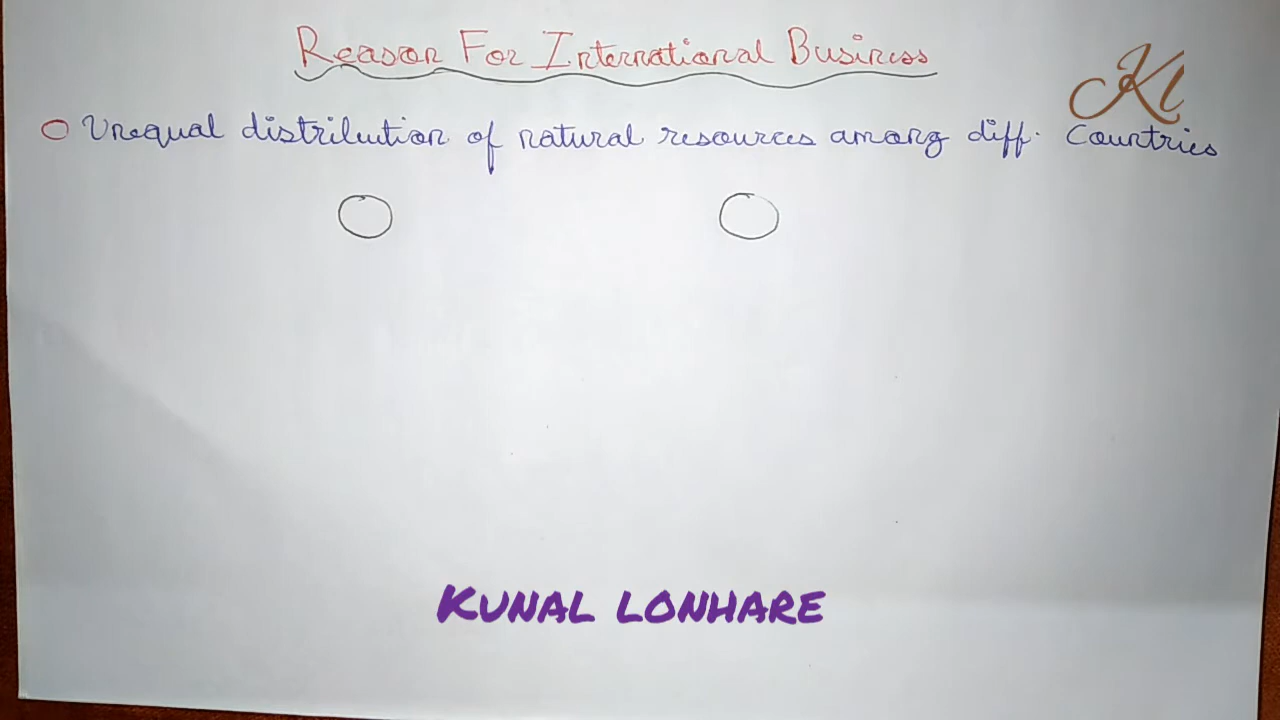 Reason For International Business
Kl
Unequal distribution of natural resources among diff. Countries
KUNAL LONHARE